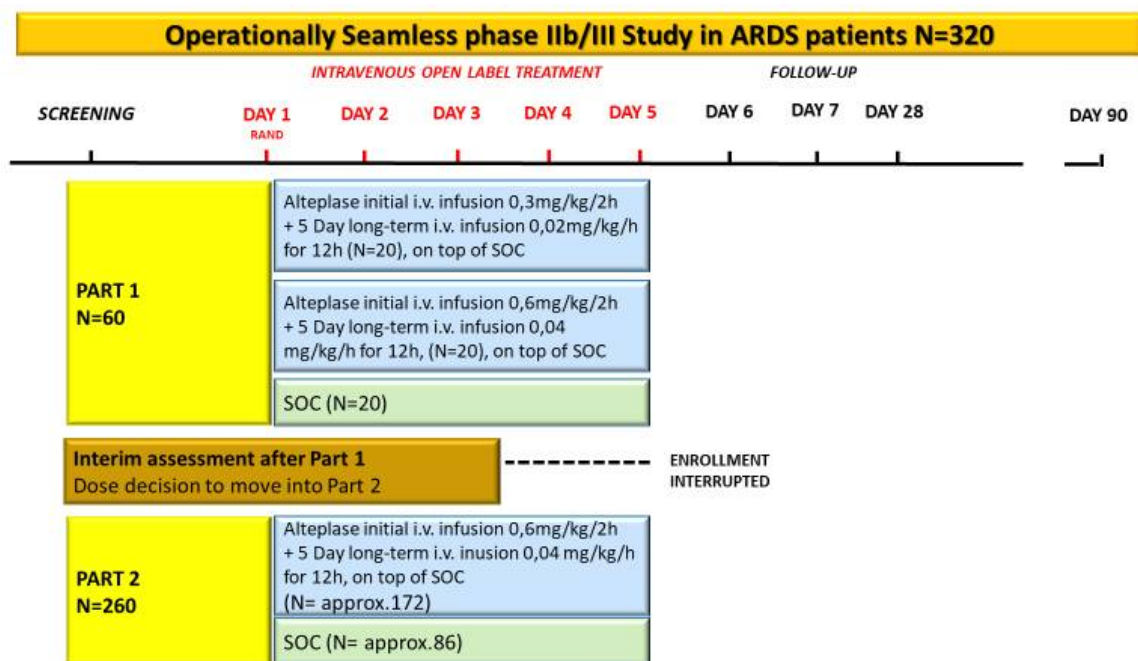 Operationally Seamless phase IIb/III Study in ARDS patients N=320
INTRAVENOUS OPEN LABEL TREATMENT
FOLLOW-UP
SCREENING
DAY 1
RAND
DAY 2
DAY 3
DAY 4
DAY 5
DAY 6
DAY 7
DAY 28
DAY 90
PART 1
N=60
Alteplase initial i.v. infusion 0,3mg/kg/2h
+ 5 Day long-term i.v. infusion 0,02mg/kg/h
for 12h (N=20), on top of SOC
Alteplase initial i.v. infusion 0,6mg/kg/2h
+ 5 Day long-term i.v. infusion 0,04
mg/kg/h for 12h, (N=20), on top of SOC
SOC (N=20)
Interim assessment after Part 1
Dose decision to move into Part 2
ENROLLMENT
INTERRUPTED
PART 2
N=260
Alteplase initial i.v. infusion 0,6mg/kg/2h
+ 5 Day long-term i.v. inusion 0,04 mg/kg/h
for 12h, on top of SOC
(N= approx.172)
SOC (N= approx.86)